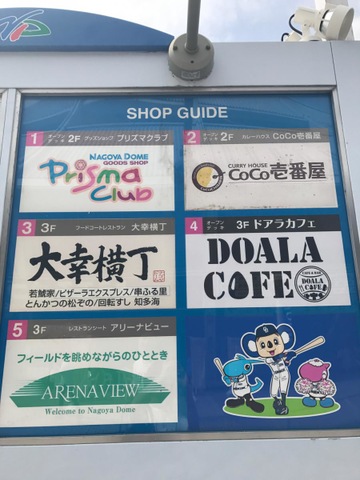 SHOP GUIDE
1 オープンデッキ 2F グッズショップ プリズマクラブ
NAGOYA DOME
GOODS SHOP
Prisma
Club
2 オープンデッキ 2F カレーハウス CoCo壱番屋
CURRY HOUSE
CoCo壱番屋
3 3F フードコートレストラン 大幸横丁
大幸横丁
若鯱家/ピザーラエクスプレス/串ふる里
とんかつの松ぞの/回転すし 知多海
4 オープンデッキ 3F ドアラカフェ
DOALA
CAFE
5 3F レストランシート アリーナビュー
フィールドを眺めながらのひととき
ARENAVIEW
Welcome to Nagoya Dome